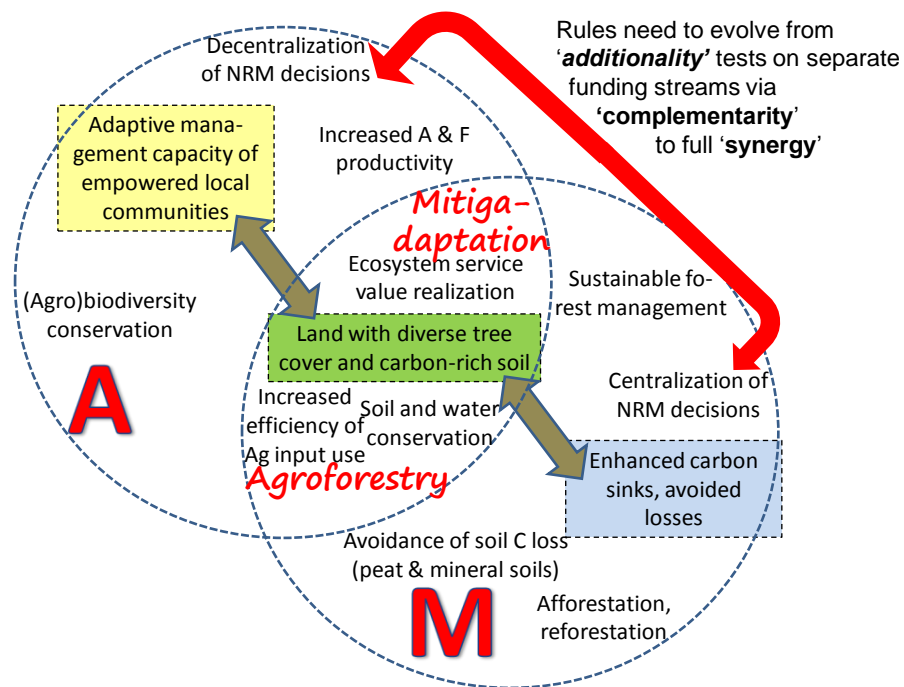 Decentralization
of NRM decisions
Rules need to evolve from
‘additionality’ tests on separate
funding streams via
‘complementarity’
to full ‘synergy’
Adaptive mana-
gement capacity of
empowered local
communities
Increased A & F
productivity
Mitiga-
daptation
Ecosystem service
value realization
Sustainable fo-
rest management
(Agro)biodiversity
conservation
Land with diverse tree
cover and carbon-rich soil
A
Centralization of
NRM decisions
Increased
efficiency of
Ag input use
Soil and water
conservation
Agroforestry
Enhanced carbon
sinks, avoided
losses
Avoidance of soil C loss
(peat & mineral soils)
M
Afforestation,
reforestation